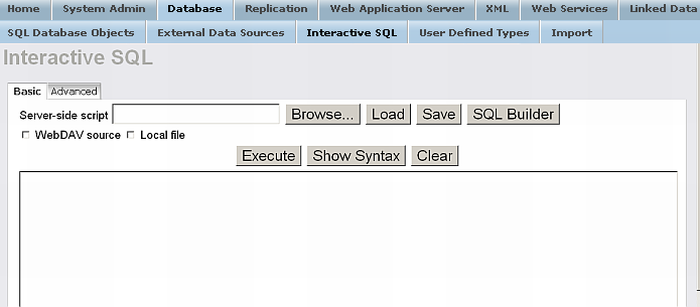 Home System Admin Database Replication Web Application Server XML Web Services Linked Data
SQL Database Objects External Data Sources Interactive SQL User Defined Types Import
Interactive SQL
Basic Advanced
Server-side script Browse... Load Save SQL Builder
WebDAV source Local file
Execute Show Syntax Clear